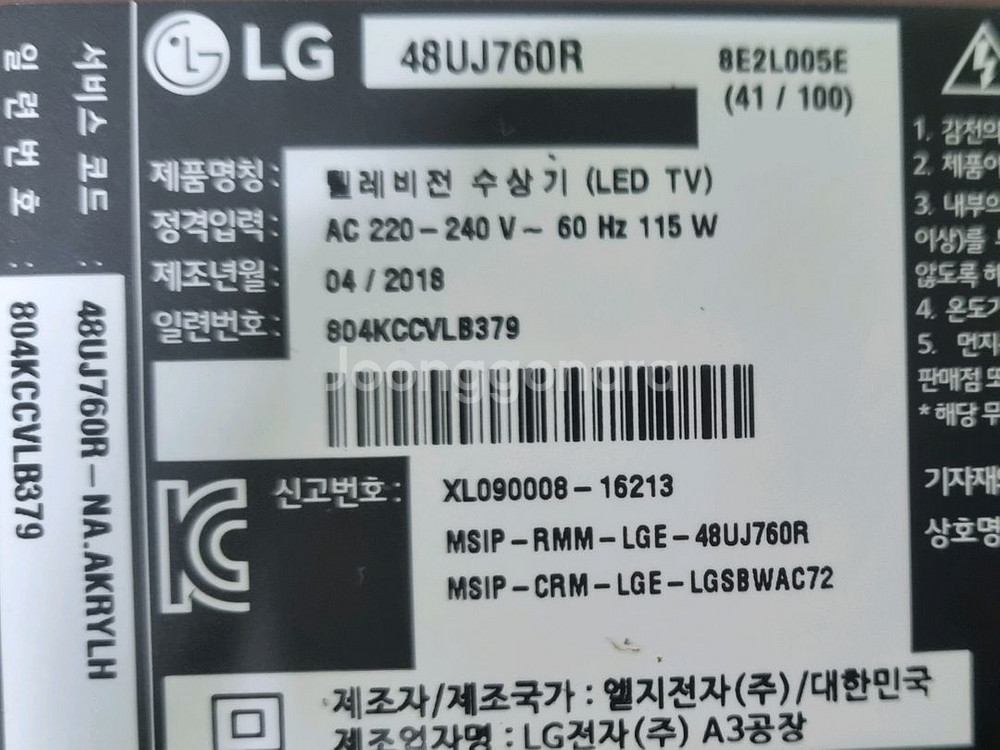 LG
48UJ760R
8E2L005E
(41 / 100)
제품명칭: 텔레비전 수상기 (LED TV)
정격입력: AC 220-240 V~ 60 Hz 115 W
제조년월: 04 / 2018
일련번호: 804KCCVLB379
Joonggonara
신고번호: XL090008-16213
MSIP-RMM-LGE-48UJ760R
MSIP-CRM-LGE-LGSBWAC72
제조자/제조국가 : 엘지전자(주)/대한민국
제조업자명 : LG전자(주) A3공장
서비스 코드 : 48UJ760R-NA.AKRYLH
일련번호 : 804KCCVLB379
1. 감전의
2. 제품이
3. 내부의
이상)를
않도록 해
4. 온도가
5. 먼지
판매점 또
* 해당 무
기자재
상호명